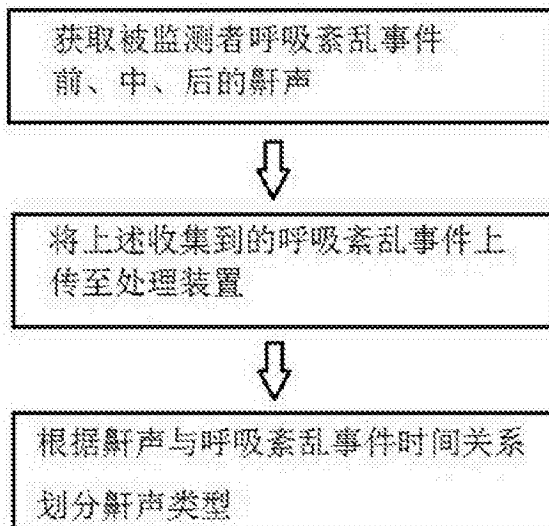 获取被监测者呼吸紊乱事件
前、中、后的鼾声
将上述收集到的呼吸紊乱事件上
传至处理装置
根据鼾声与呼吸紊乱事件时间关系
划分鼾声类型